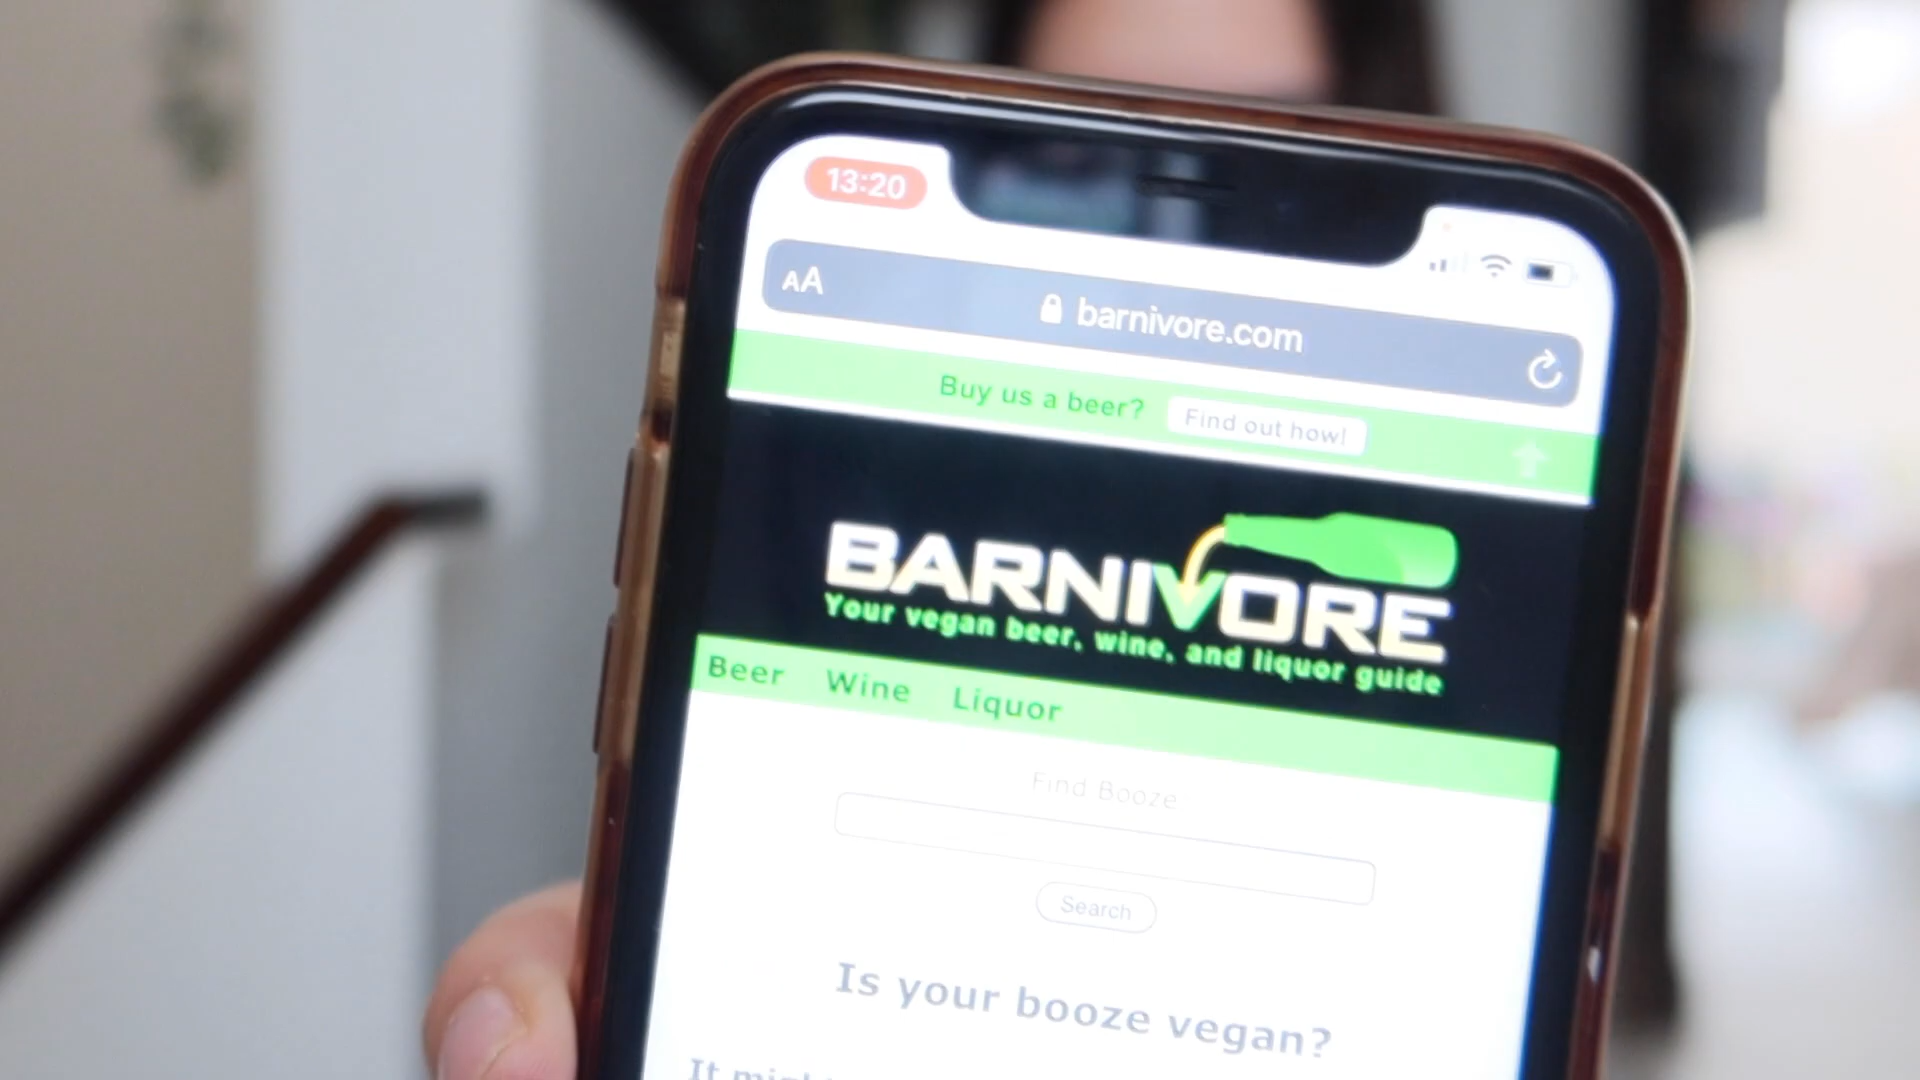 13:20
AA barnivore.com
Buy us a beer? Find out how!
BARNIVORE
Your vegan beer, wine, and liquor guide
Beer Wine Liquor
Find Booze
Search
Is your booze vegan?
It